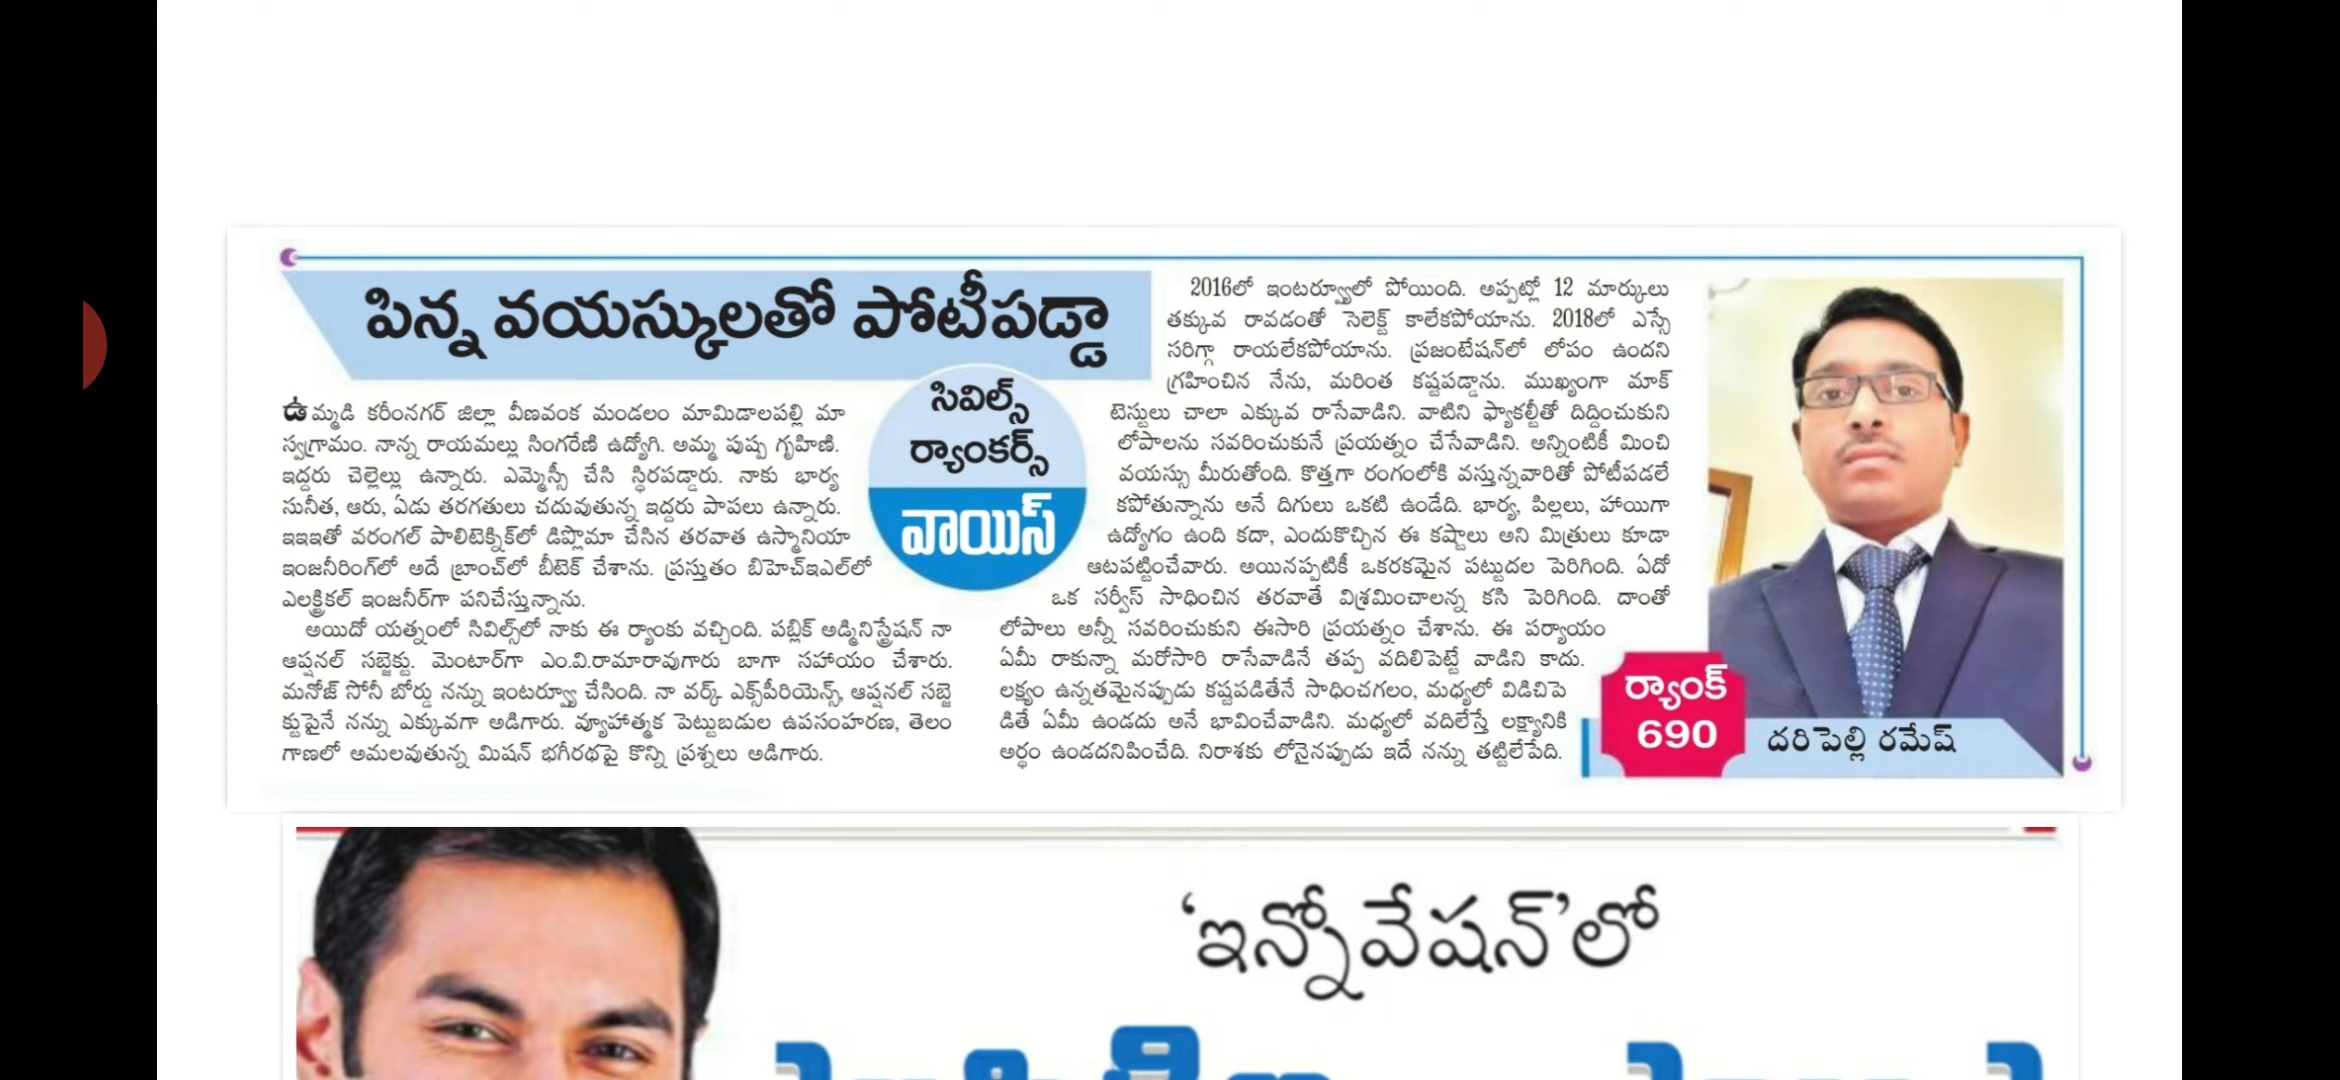 పిన్న వయస్కులతో పోటీపడ్డా
సివిల్స్
ర్యాంకర్స్
వాయిస్
ఉమ్మడి కరీంనగర్ జిల్లా వీణవంక మండలం మామిడాలపల్లి మా
స్వగ్రామం. నాన్న రాయమల్లు సింగరేణి ఉద్యోగి. అమ్మ పుష్ప గృహిణి.
ఇద్దరు చెల్లెల్లు ఉన్నారు. ఎమ్మెస్సీ చేసి స్థిరపడ్డారు. నాకు భార్య
సునీత, ఆరు, ఏడు తరగతులు చదువుతున్న ఇద్దరు పాపలు ఉన్నారు.
ఇఇఇతో వరంగల్ పాలిటెక్నిక్‌లో డిప్లొమా చేసిన తరవాత ఉస్మానియా
ఇంజనీరింగ్‌లో అదే బ్రాంచ్‌లో బీటెక్ చేశాను. ప్రస్తుతం బిహెచ్ఇఎల్‌లో
ఎలక్ట్రికల్ ఇంజనీర్‌గా పనిచేస్తున్నాను.
అయిదో యత్నంలో సివిల్స్‌లో నాకు ఈ ర్యాంకు వచ్చింది. పబ్లిక్ అడ్మినిస్ట్రేషన్ నా
ఆప్షనల్ సబ్జెక్టు. మెంటార్‌గా ఎం.వి.రామారావుగారు బాగా సహాయం చేశారు.
మనోజ్ సోనీ బోర్డు నన్ను ఇంటర్వ్యూ చేసింది. నా వర్క్ ఎక్స్‌పీరియెన్స్, ఆప్షనల్ సబ్జె
క్టుపైనే నన్ను ఎక్కువగా అడిగారు. వ్యూహాత్మక పెట్టుబడుల ఉపసంహరణ, తెలం
గాణలో అమలవుతున్న మిషన్ భగీరథపై కొన్ని ప్రశ్నలు అడిగారు.
2016లో ఇంటర్వ్యూలో పోయింది. అప్పట్లో 12 మార్కులు
తక్కువ రావడంతో సెలెక్ట్ కాలేకపోయాను. 2018లో ఎస్సే
సరిగ్గా రాయలేకపోయాను. ప్రజంటేషన్‌లో లోపం ఉందని
గ్రహించిన నేను, మరింత కష్టపడ్డాను. ముఖ్యంగా మాక్
టెస్టులు చాలా ఎక్కువ రాసేవాడిని. వాటిని ఫ్యాకల్టీతో దిద్దించుకుని
లోపాలను సవరించుకునే ప్రయత్నం చేసేవాడిని. అన్నింటికీ మించి
వయస్సు మీరుతోంది. కొత్తగా రంగంలోకి వస్తున్నవారితో పోటీపడలే
కపోతున్నాను అనే దిగులు ఒకటి ఉండేది. భార్య, పిల్లలు, హాయిగా
ఉద్యోగం ఉంది కదా, ఎందుకొచ్చిన ఈ కష్టాలు అని మిత్రులు కూడా
ఆటపట్టించేవారు. అయినప్పటికీ ఒకరకమైన పట్టుదల పెరిగింది. ఏదో
ఒక సర్వీస్ సాధించిన తరవాతే విశ్రమించాలన్న కసి పెరిగింది. దాంతో
లోపాలు అన్నీ సవరించుకుని ఈసారి ప్రయత్నం చేశాను. ఈ పర్యాయం
ఏమీ రాకున్నా మరోసారి రాసేవాడినే తప్ప వదిలిపెట్టే వాడిని కాదు.
లక్ష్యం ఉన్నతమైనప్పుడు కష్టపడితేనే సాధించగలం, మధ్యలో విడిచిపె
డితే ఏమీ ఉండదు అనే భావించేవాడిని. మధ్యలో వదిలేస్తే లక్ష్యానికి
అర్థం ఉండదనిపించేది. నిరాశకు లోనైనప్పుడు ఇదే నన్ను తట్టిలేపేది.
ర్యాంక్
690
దరిపెల్లి రమేష్
‘ఇన్నోవేషన్’లో